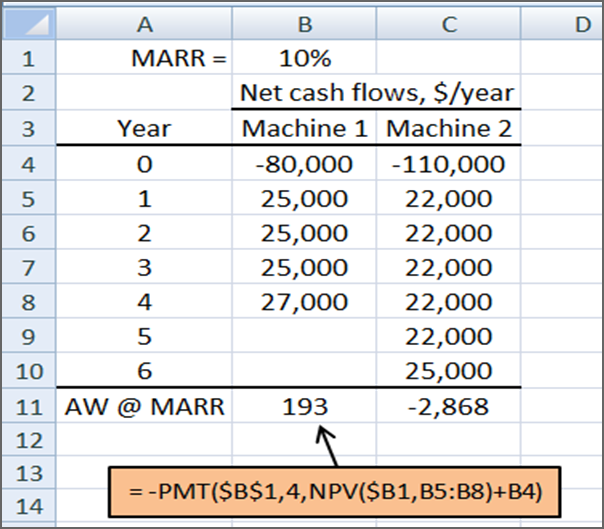 A B C D
1 MARR = 10%
2 Net cash flows, $/year
3 Year Machine 1 Machine 2
4 0 -80,000 -110,000
5 1 25,000 22,000
6 2 25,000 22,000
7 3 25,000 22,000
8 4 27,000 22,000
9 5 22,000
10 6 25,000
11 AW @ MARR 193 -2,868
12
13
= -PMT($B$1,4,NPV($B1,B5:B8)+B4)
14